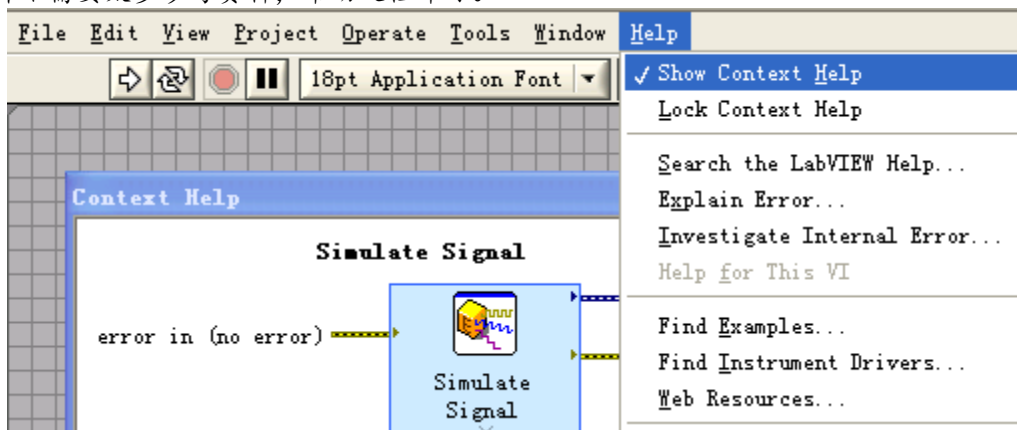 File Edit View Project Operate Tools Window Help
18pt Application Font
Show Context Help
Lock Context Help
Search the LabVIEW Help...
Explain Error...
Investigate Internal Error...
Help for This VI
Find Examples...
Find Instrument Drivers...
Web Resources...
Context Help
Simulate Signal
error in (no error)
Simulate
Signal